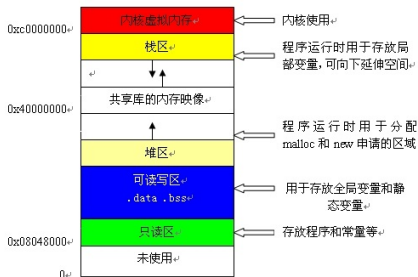 内核虚拟内存
内核使用
0xc0000000
栈区
程序运行时用于存放局
部变量,可向下延伸空间
共享库的内存映像
0x40000000
程序运行时用于分配
malloc 和 new 申请的区域
堆区
可读写区
.data .bss
用于存放全局变量和静
态变量
只读区
存放程序和常量等
0x08048000
未使用
0